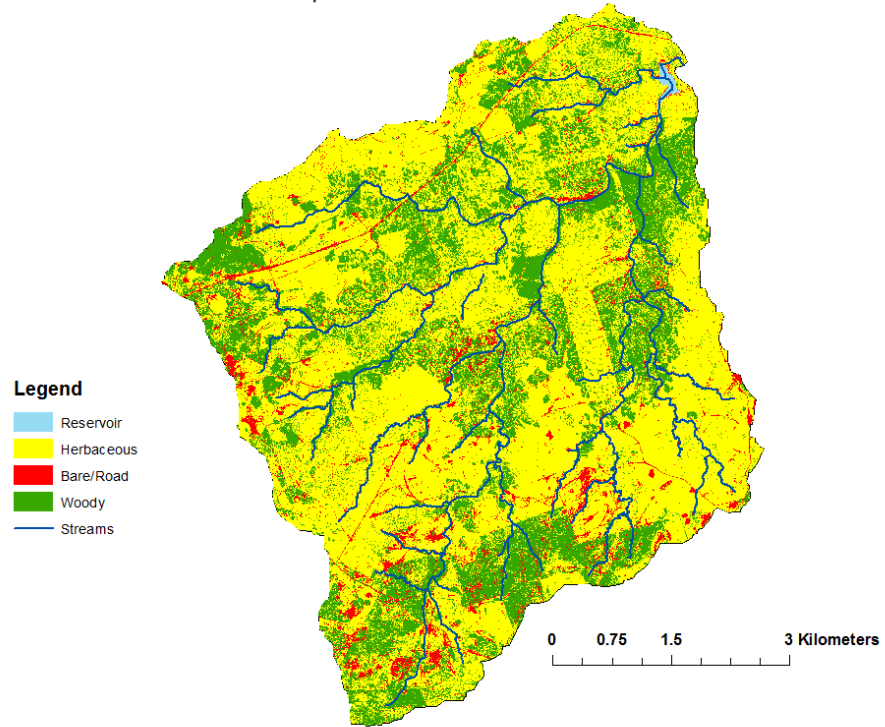 Legend
Reservoir
Herbaceous
Bare/Road
Woody
Streams
0 0.75 1.5 3 Kilometers